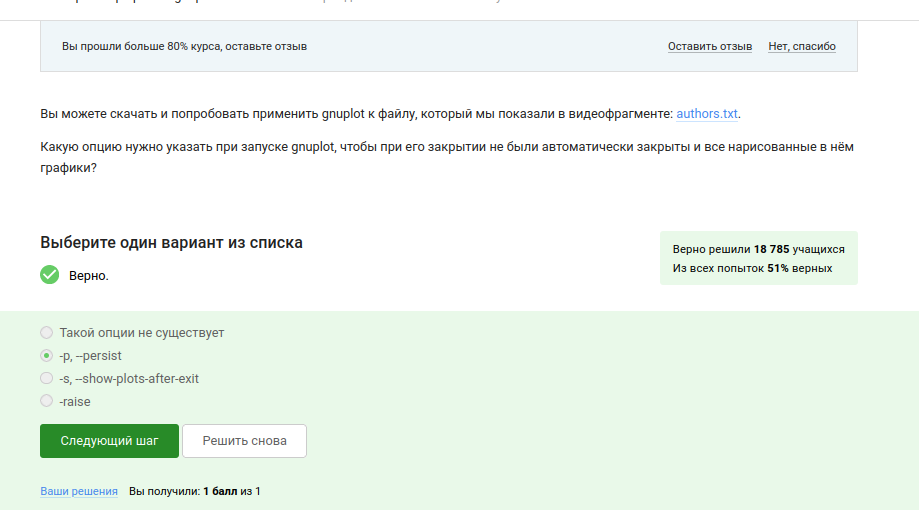 Вы прошли больше 80% курса, оставьте отзыв
Оставить отзыв Нет, спасибо
Вы можете скачать и попробовать применить gnuplot к файлу, который мы показали в видеофрагменте: authors.txt.
Какую опцию нужно указать при запуске gnuplot, чтобы при его закрытии не были автоматически закрыты и все нарисованные в нём
графики?
Выберите один вариант из списка
Верно.
Верно решили 18 785 учащихся
Из всех попыток 51% верных
Такой опции не существует
-p, --persist
-s, --show-plots-after-exit
-raise
Следующий шаг
Решить снова
Ваши решения Вы получили: 1 балл из 1